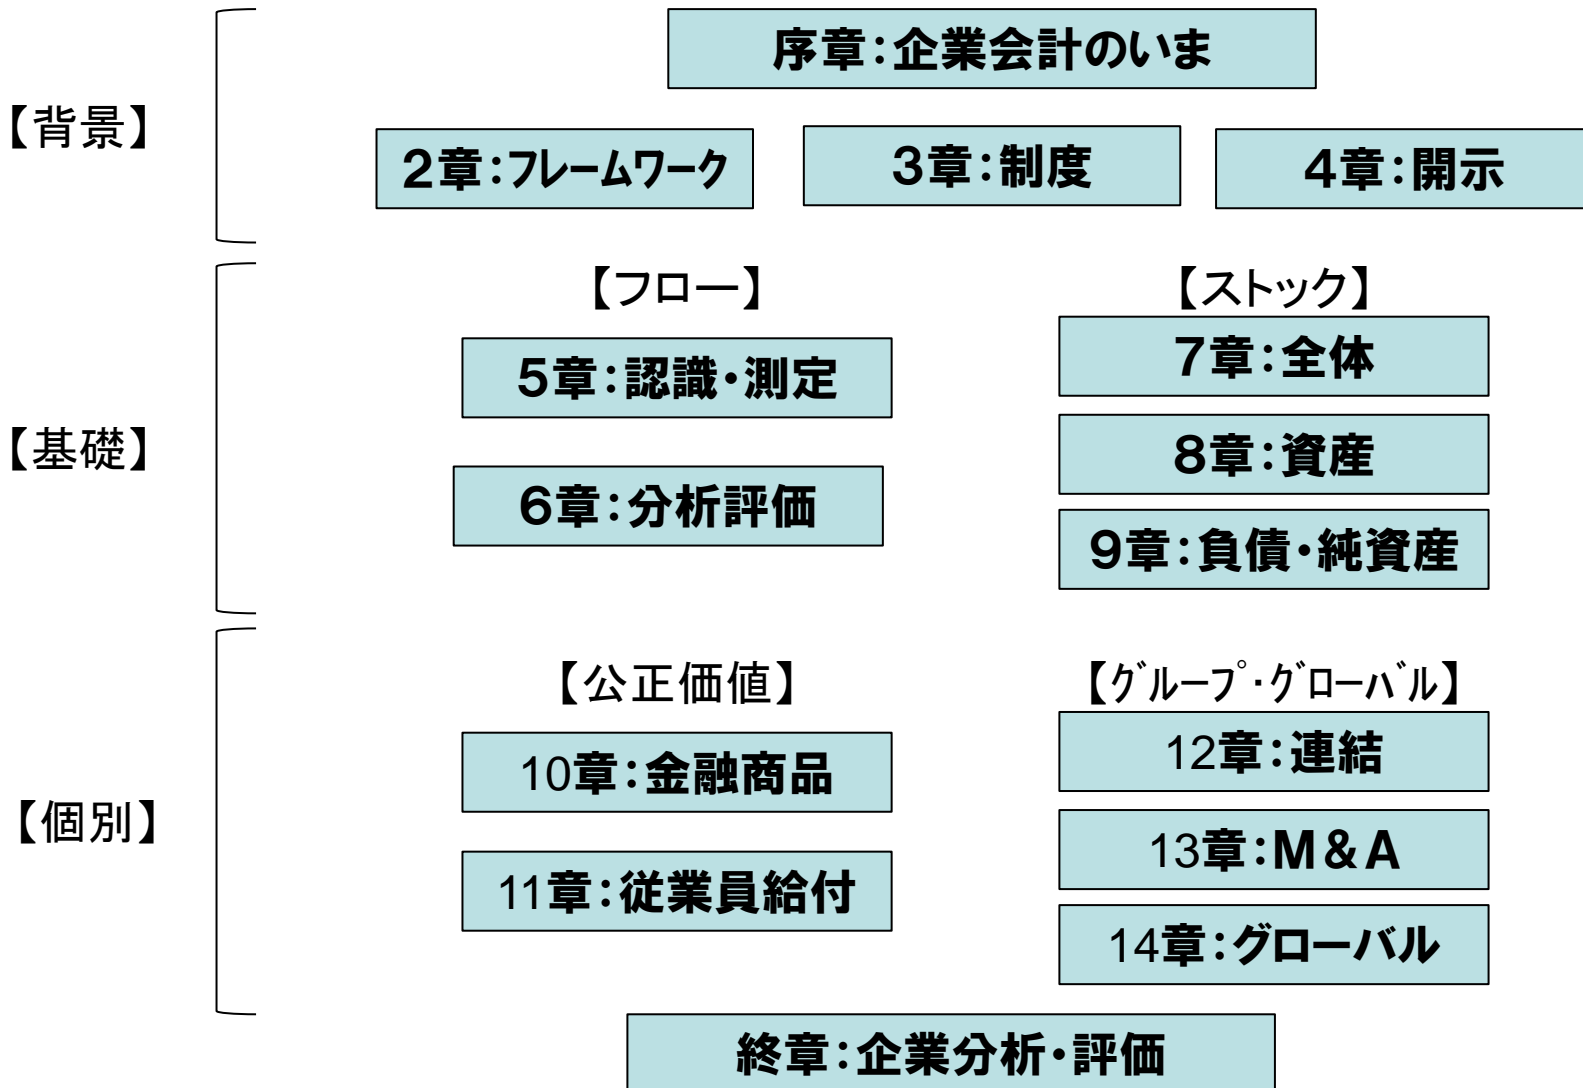 序章：企業会計のいま
【背景】
２章：フレームワーク
３章：制度
４章：開示
【フロー】
【ストック】
５章：認識・測定
７章：全体
【基礎】
８章：資産
６章：分析評価
９章：負債・純資産
【公正価値】
【ｸﾞﾙｰﾌﾟ・ｸﾞﾛｰﾊﾞﾙ】
10章：金融商品
12章：連結
【個別】
13章：Ｍ＆Ａ
11章：従業員給付
14章：グローバル
終章：企業分析・評価